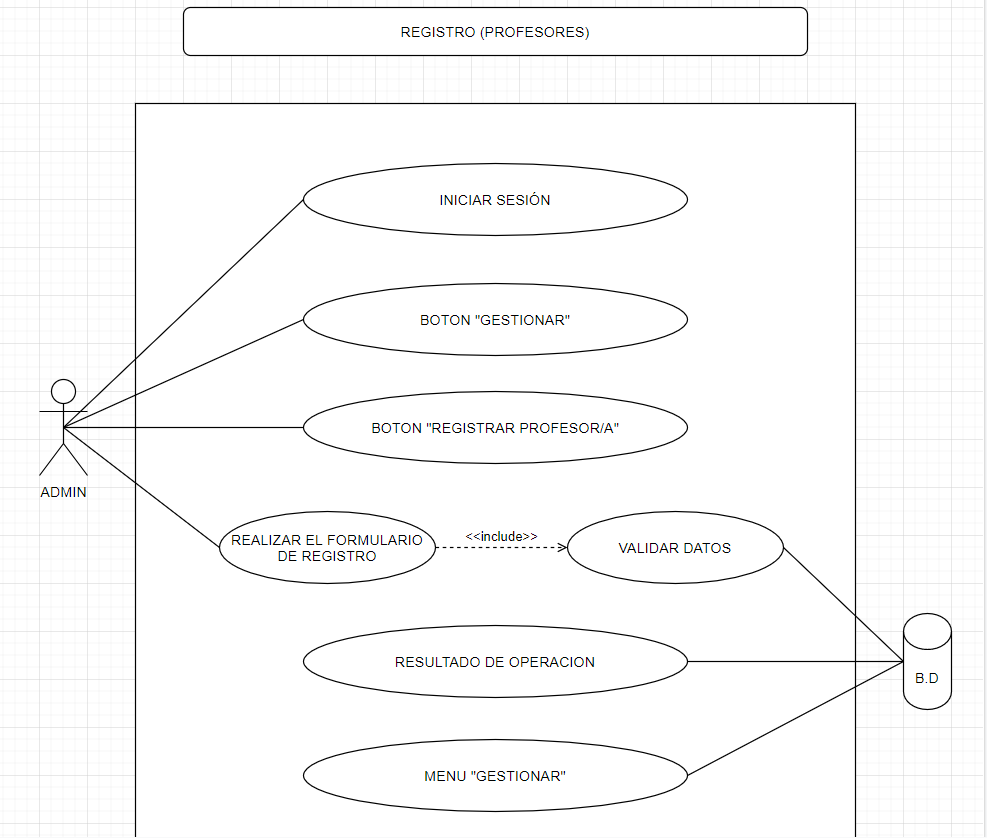 REGISTRO (PROFESORES)
INICIAR SESIÓN
BOTON "GESTIONAR"
BOTON "REGISTRAR PROFESOR/A"
ADMIN
REALIZAR EL FORMULARIO
DE REGISTRO
<<include>>
VALIDAR DATOS
RESULTADO DE OPERACION
B.D
MENU "GESTIONAR"